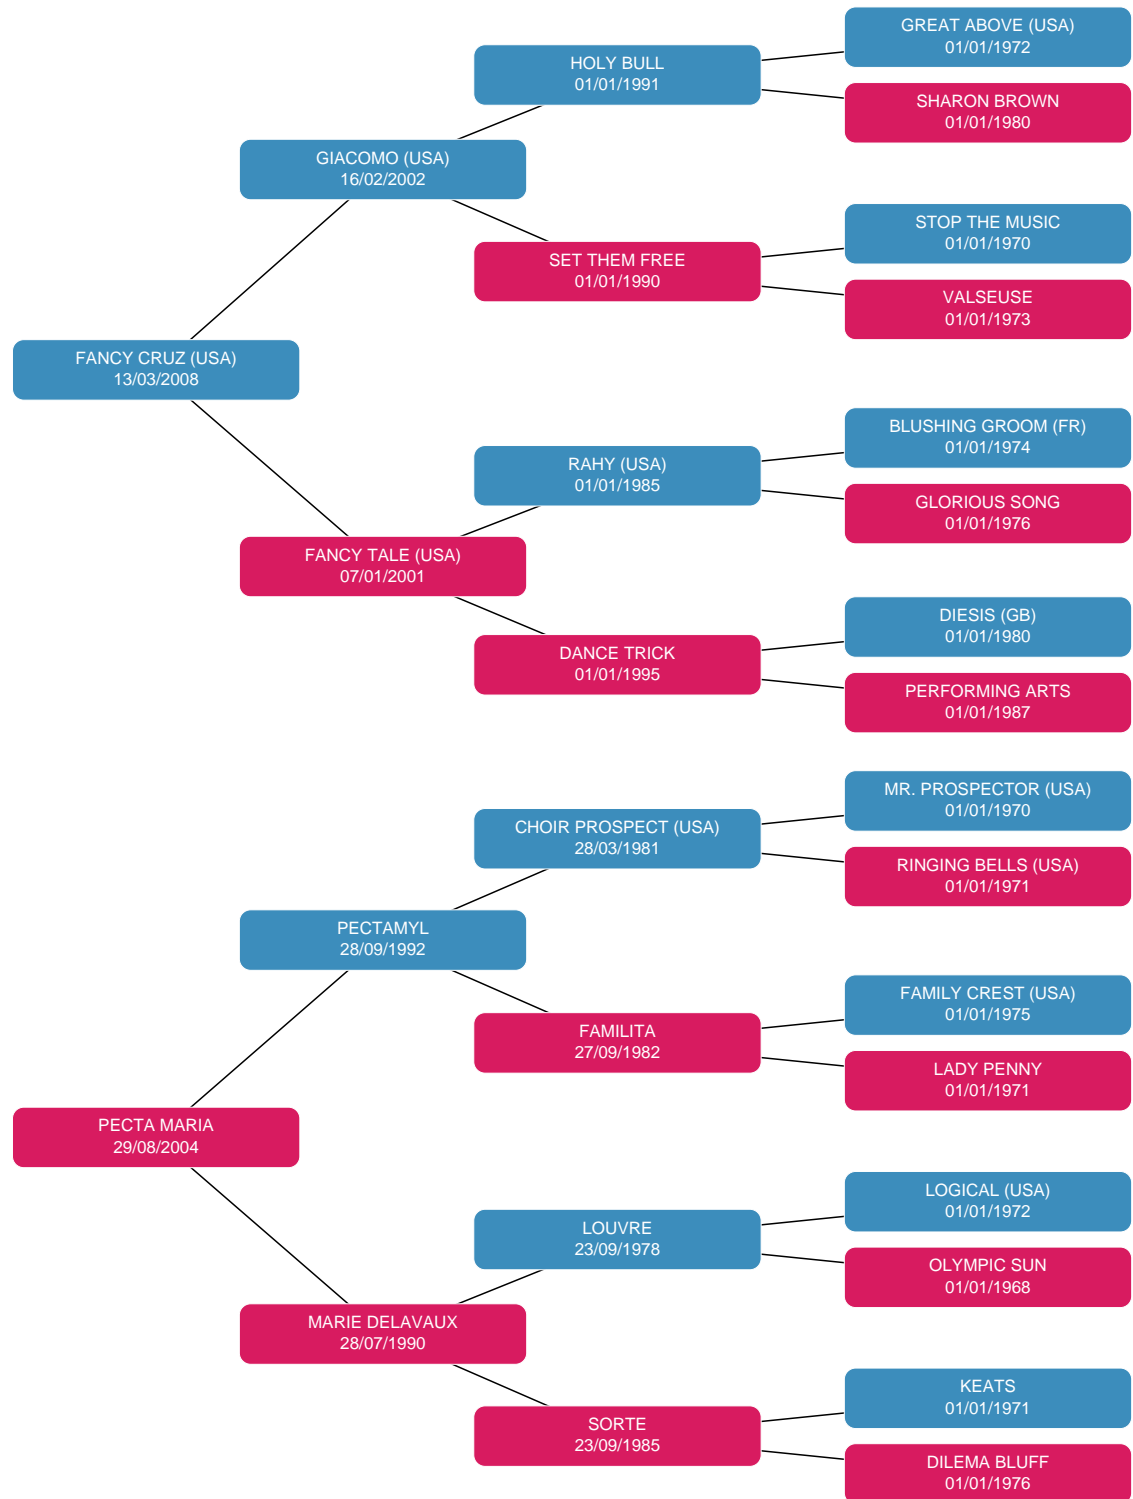 GREAT ABOVE (USA)
01/01/1972
HOLY BULL
01/01/1991
SHARON BROWN
01/01/1980
GIACOMO (USA)
16/02/2002
STOP THE MUSIC
01/01/1970
SET THEM FREE
01/01/1990
VALSEUSE
01/01/1973
FANCY CRUZ (USA)
13/03/2008
BLUSHING GROOM (FR)
01/01/1974
RAHY (USA)
01/01/1985
GLORIOUS SONG
01/01/1976
FANCY TALE (USA)
07/01/2001
DIESIS (GB)
01/01/1980
DANCE TRICK
01/01/1995
PERFORMING ARTS
01/01/1987
MR. PROSPECTOR (USA)
01/01/1970
CHOIR PROSPECT (USA)
28/03/1981
RINGING BELLS (USA)
01/01/1971
PECTAMYL
28/09/1992
FAMILY CREST (USA)
01/01/1975
FAMILITA
27/09/1982
LADY PENNY
01/01/1971
PECTA MARIA
29/08/2004
LOGICAL (USA)
01/01/1972
LOUVRE
23/09/1978
OLYMPIC SUN
01/01/1968
MARIE DELAVAUX
28/07/1990
KEATS
01/01/1971
SORTE
23/09/1985
DILEMA BLUFF
01/01/1976